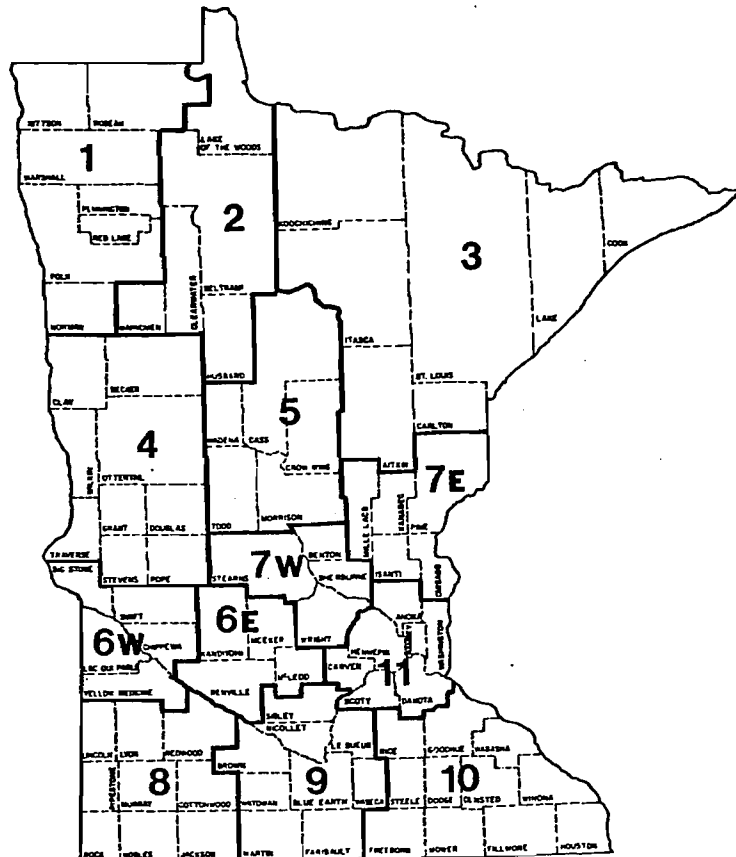 KITTSON
ROSEAU
LAKE
OF THE WOODS
1
MARSHALL
PENNINGTON
RED LAKE
2
KOOCHICHING
COOK
3
POLK
CLEARWATER
BELTRAMI
LAKE
NORMAN
MAHNOMEN
ITASCA
HUBBARD
ST. LOUIS
BECKER
CLAY
5
CARLTON
WADENA
CASS
4
CROW WING
AITKIN
7E
OTTERTAIL
WILKIN
MILLE LACS
KANABEC
PINE
GRANT
DOUGLAS
TODD
MORRISON
BENTON
TRAVERSE
7W
CHISAGO
BIG STONE
STEVENS
POPE
STEARNS
SHERBURNE
ISANTI
SWIFT
6E
ANOKA
RAMSEY
WASHINGTON
6W
CHIPPEWA
MEEKER
WRIGHT
HENNEPIN
LAC QUI PARLE
KANDIYOHI
McLEOD
CARVER
11
YELLOW MEDICINE
RENVILLE
SCOTT
DAKOTA
SIBLEY
NICOLLET
LINCOLN
LYON
REDWOOD
BROWN
LE SUEUR
RICE
GOODHUE
WABASHA
8
9
10
PIPESTONE
MURRAY
COTTONWOOD
WATONWAN
BLUE EARTH
WASECA
STEELE
DODGE
OLMSTED
WINONA
ROCK
NOBLES
JACKSON
MARTIN
FARIBAULT
FREEBORN
MOWER
FILLMORE
HOUSTON